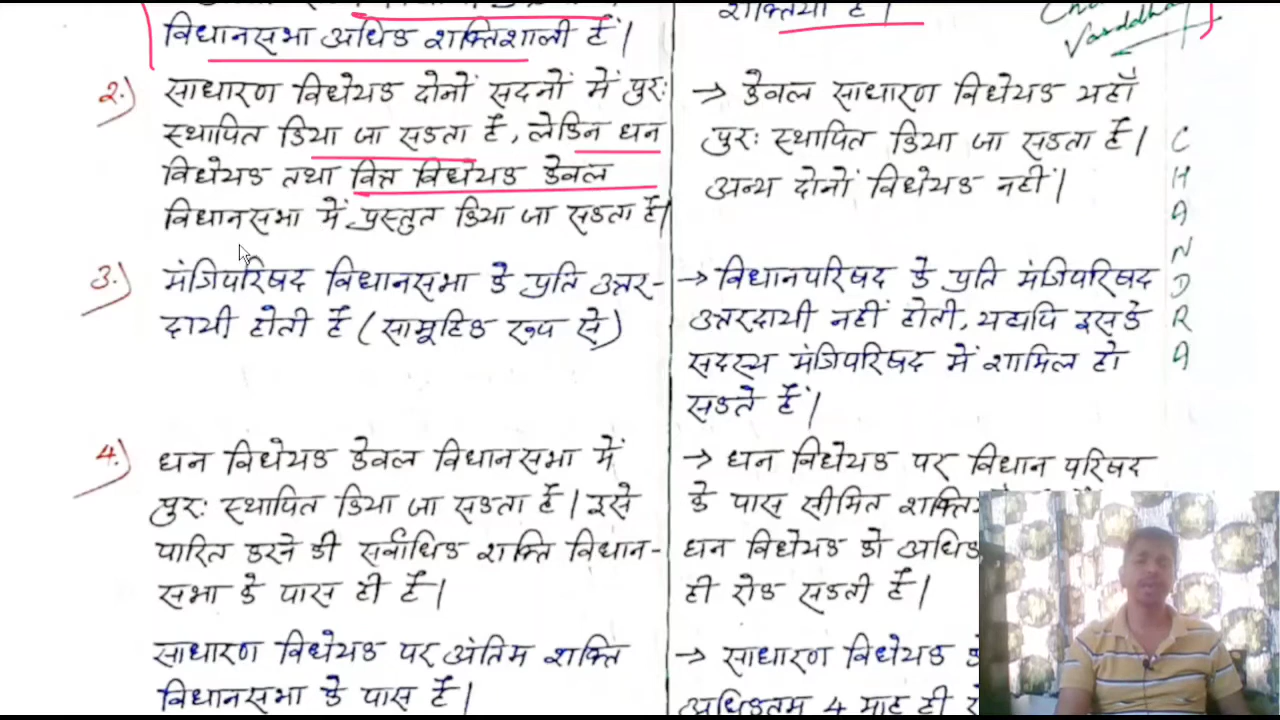 विधानसभा अधिक शक्तिशाली है।
शक्तियाँ है।
2.) साधारण विधेयक दोनों सदनों में पुरः
स्थापित किया जा सकता है, लेकिन धन
विधेयक तथा वित्त विधेयक केवल
विधानसभा में प्रस्तुत किया जा सकता है।
→ केवल साधारण विधेयक यहाँ
पुरः स्थापित किया जा सकता है।
अन्य दोनों विधेयक नहीं।
3.) मंत्रिपरिषद विधानसभा के प्रति उत्तर-
दायी होती है (सामूहिक रूप से)
→ विधानपरिषद के प्रति मंत्रिपरिषद
उत्तरदायी नहीं होती, यद्यपि इसके
सदस्य मंत्रिपरिषद में शामिल हो
सकते हैं।
4.) धन विधेयक केवल विधानसभा में
पुरः स्थापित किया जा सकता है। इसे
पारित करने की सर्वाधिक शक्ति विधान-
सभा के पास ही है।
→ धन विधेयक पर विधान परिषद
के पास सीमित
धन विधेयक को अधिक
ही रोक सकती है।
साधारण विधेयक पर अंतिम शक्ति
विधानसभा के पास है।
→ साधारण विधेयक
अधिकतम 4 माह ही
C
H
A
N
D
R
A